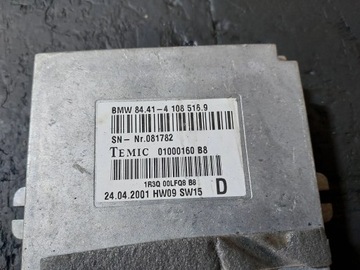 BMW 84.41-4 108 518.9
SN- Nr.081782
TEMIC 01000160 B8
1R3Q 00LFQ8 B8
24.04.2001 HW09 SW15 D